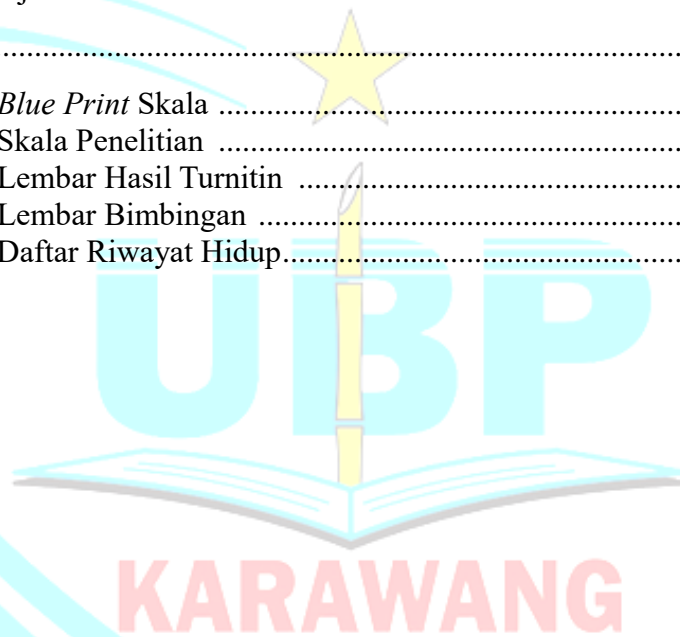 ........................................................................................
Blue Print Skala ............................................................
Skala Penelitian ............................................................
Lembar Hasil Turnitin ..................................................
Lembar Bimbingan .......................................................
Daftar Riwayat Hidup....................................................
UBP
KARAWANG